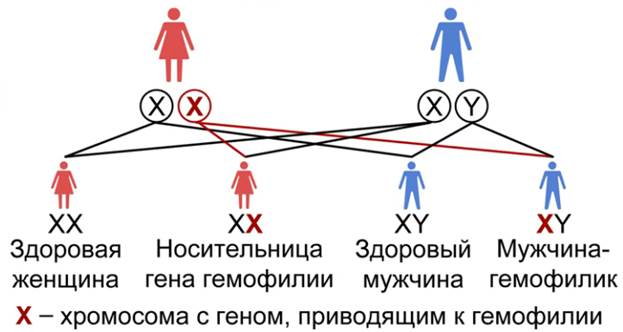 X X X Y
XX XX XY XY
Здоровая Носительница Здоровый Мужчина-
женщина гена гемофилии мужчина гемофилик
X – хромосома с геном, приводящим к гемофилии